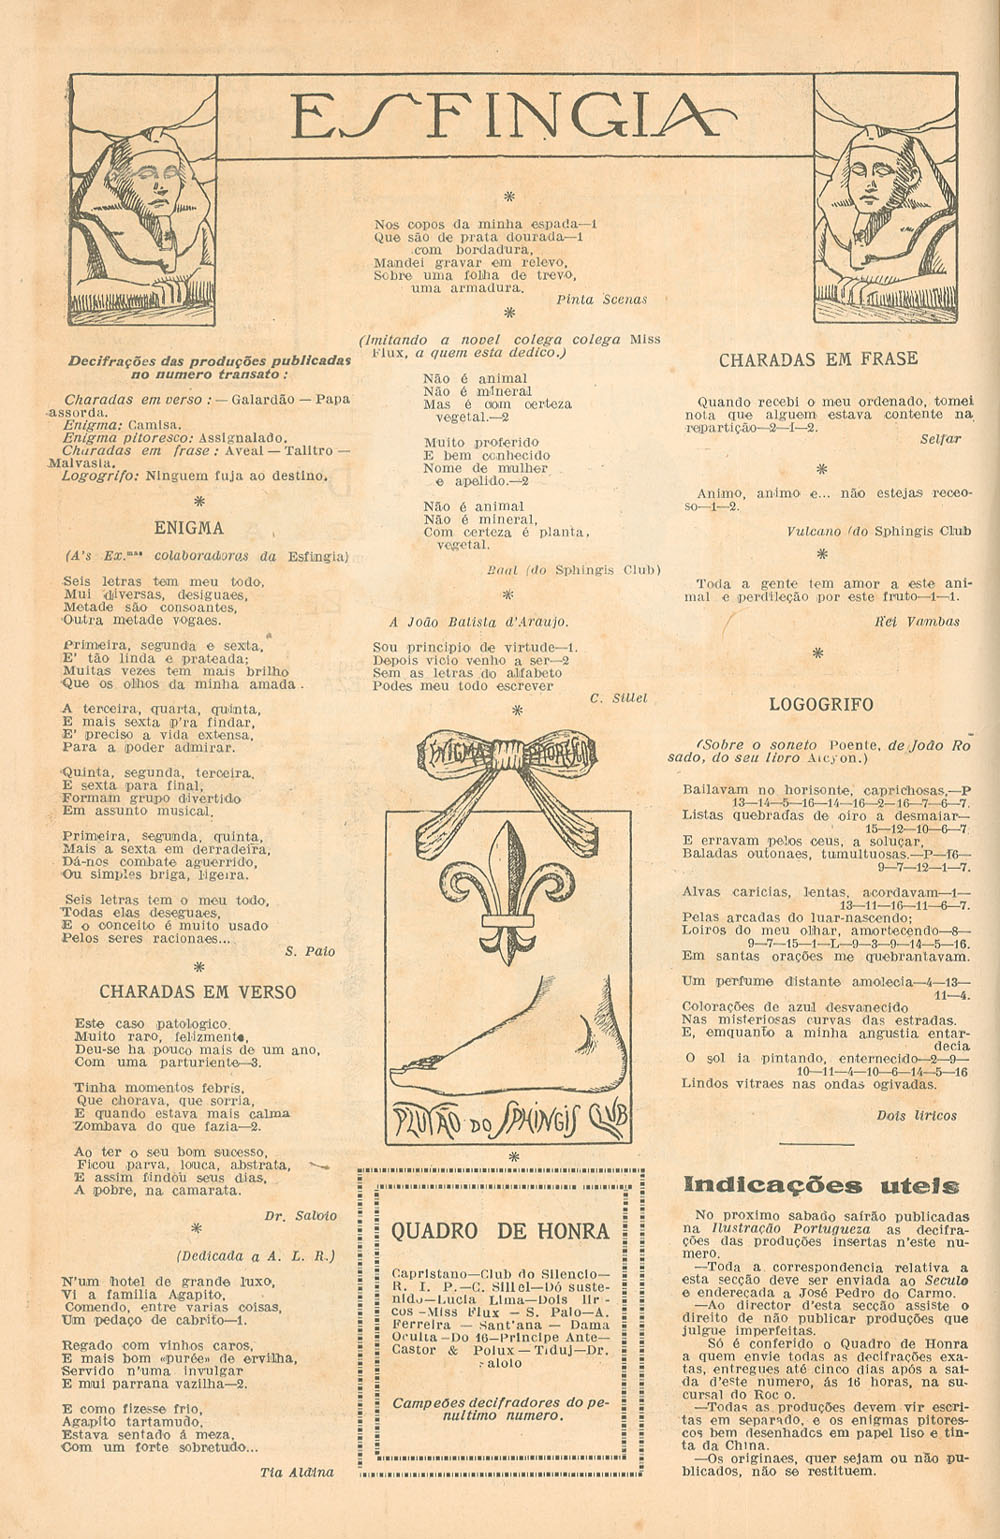 ESFINGIA
Decifrações das produções publicadas
no numero transato :
Charadas em verso : — Galardão — Papa
assorda.
Enigma: Camisa.
Enigma pitoresco: Assignalado.
Charadas em frase : Aveal — Talitro —
Malvasia.
Logogrifo: Ninguem fuja ao destino.
*
ENIGMA
(A's Ex.mas colaboradoras da Esfingia)
Seis letras tem meu todo,
Mui diversas, desiguaes,
Metade são consoantes,
Outra metade vogaes.
Primeira, segunda e sexta,
E' tão linda e prateada;
Muitas vezes tem mais brilho
Que os olhos da minha amada.
A terceira, quarta, quinta,
E mais sexta p'ra findar,
E' preciso a vida extensa,
Para a poder admirar.
Quinta, segunda, terceira,
E sexta para final,
Formam grupo divertido
Em assunto musical.
Primeira, segunda, quinta,
Mais a sexta em derradeira,
Dá-nos combate aguerrido,
Ou simples briga, ligeira.
Seis letras tem o meu todo,
Todas elas deseguaes,
E o conceito é muito usado
Pelos seres racionaes...
S. Paio
*
CHARADAS EM VERSO
Este caso patologico.
Muito raro, felizmente,
Deu-se ha pouco mais de um ano,
Com uma parturiente—3.
Tinha momentos febris,
Que chorava, que sorria,
E quando estava mais calma
Zombava do que fazia—2.
Ao ter o seu bom sucesso,
Ficou parva, louca, abstrata,
E assim findou seus dias,
A pobre, na camarata.
Dr. Saloio
*
(Dedicada a A. L. R.)
N'um hotel de grande luxo,
Vi a familia Agapito,
Comendo, entre varias coisas,
Um pedaço de cabrito—1.
Regado com vinhos caros,
E mais bom «purée» de ervilha,
Servido n'uma invulgar
E mui parrana vazilha—2.
E como fizesse frio,
Agapito tartamudo,
Estava sentado á meza,
Com um forte sobretudo...
Tia Aldina
*
Nos copos da minha espada—1
Que são de prata dourada—1
com bordadura,
Mandei gravar em relevo,
Sobre uma folha de trevo,
uma armadura.
Pinta Scenas
*
(Imitando a novel colega colega Miss
Flux, a quem esta dedico.)
Não é animal
Não é mineral
Mas é com certeza
vegetal.—2
Muito proferido
E bem conhecido
Nome de mulher
e apelido.—2
Não é animal
Não é mineral,
Com certeza é planta,
vegetal.
Baal (do Sphingis Club)
*
A João Batista d'Araujo.
Sou principio de virtude—1.
Depois vicio venho a ser—2
Sem as letras do alfabeto
Podes meu todo escrever
C. Sillel
*
ENIGMA PITORESCO
PLUTÃO DO SPHINGIS CLUB
*
QUADRO DE HONRA
Capristano—Club do Silencio—
R. I. P.—C. Sillel—Dó suste-
nido—Lucia Lima—Dois lir-
cos—Miss Flux — S. Paio—A.
Ferreira — Sant'ana — Dama
Oculta—Do 16—Principe Ante—
Castor & Polux—Tiduj—Dr.
Saloio
Campeões decifradores do pe-
nultimo numero.
CHARADAS EM FRASE
Quando recebi o meu ordenado, tomei
nota que alguem estava contente na
repartição—2—1—2.
Selfar
*
Animo, animo e... não estejas receo-
so—1—2.
Vulcano (do Sphingis Club
*
Toda a gente tem amor a este ani-
mal e perdileção por este fruto—1—1.
Rei Vambas
*
LOGOGRIFO
(Sobre o soneto Poente, de João Ro
sado, do seu livro Alcyon.)
Bailavam no horisonte, caprichosas,—P
13—14—5—16—14—16—2—16—7—6—7.
Listas quebradas de oiro a desmaiar—
15—12—10—6—7.
E erravam pelos ceus, a soluçar,
Baladas outonaes, tumultuosas.—P—16—
9—7—12—1—7.
Alvas caricias, lentas, acordavam—1—
13—11—16—11—6—7.
Pelas arcadas do luar-nascendo;
Loiros do meu olhar, amortecendo—8—
9—7—15—1—L—9—3—9—14—5—16.
Em santas orações me quebrantavam.
Um perfume distante amolecia—4—13—
11—4.
Colorações de azul desvanecido
Nas misteriosas curvas das estradas.
E, emquanto a minha angustia entar-
decia
O sol ia pintando, enternecido—2—9—
10—11—4—10—6—14—5—16
Lindos vitraes nas ondas ogivadas.
Dois liricos
Indicações uteis
No proximo sabado saírão publicadas
na Ilustração Portugueza as decifra-
ções das produções insertas n'este nu-
mero.
—Toda a correspondencia relativa a
esta secção deve ser enviada ao Seculo
e endereçada a José Pedro do Carmo.
—Ao director d'esta secção assiste o
direito de não publicar produções que
julgue imperfeitas.
Só é conferido o Quadro de Honra
a quem envie todas as decifrações exa-
tas, entregues até cinco dias após a sai-
da d'este numero, ás 16 horas, na su-
cursal do Roc o.
—Todas as produções devem vir escri-
tas em separado, e os enigmas pitores-
cos bem desenhados em papel liso e tin-
ta da China.
—Os originaes, quer sejam ou não pu-
blicados, não se restituem.